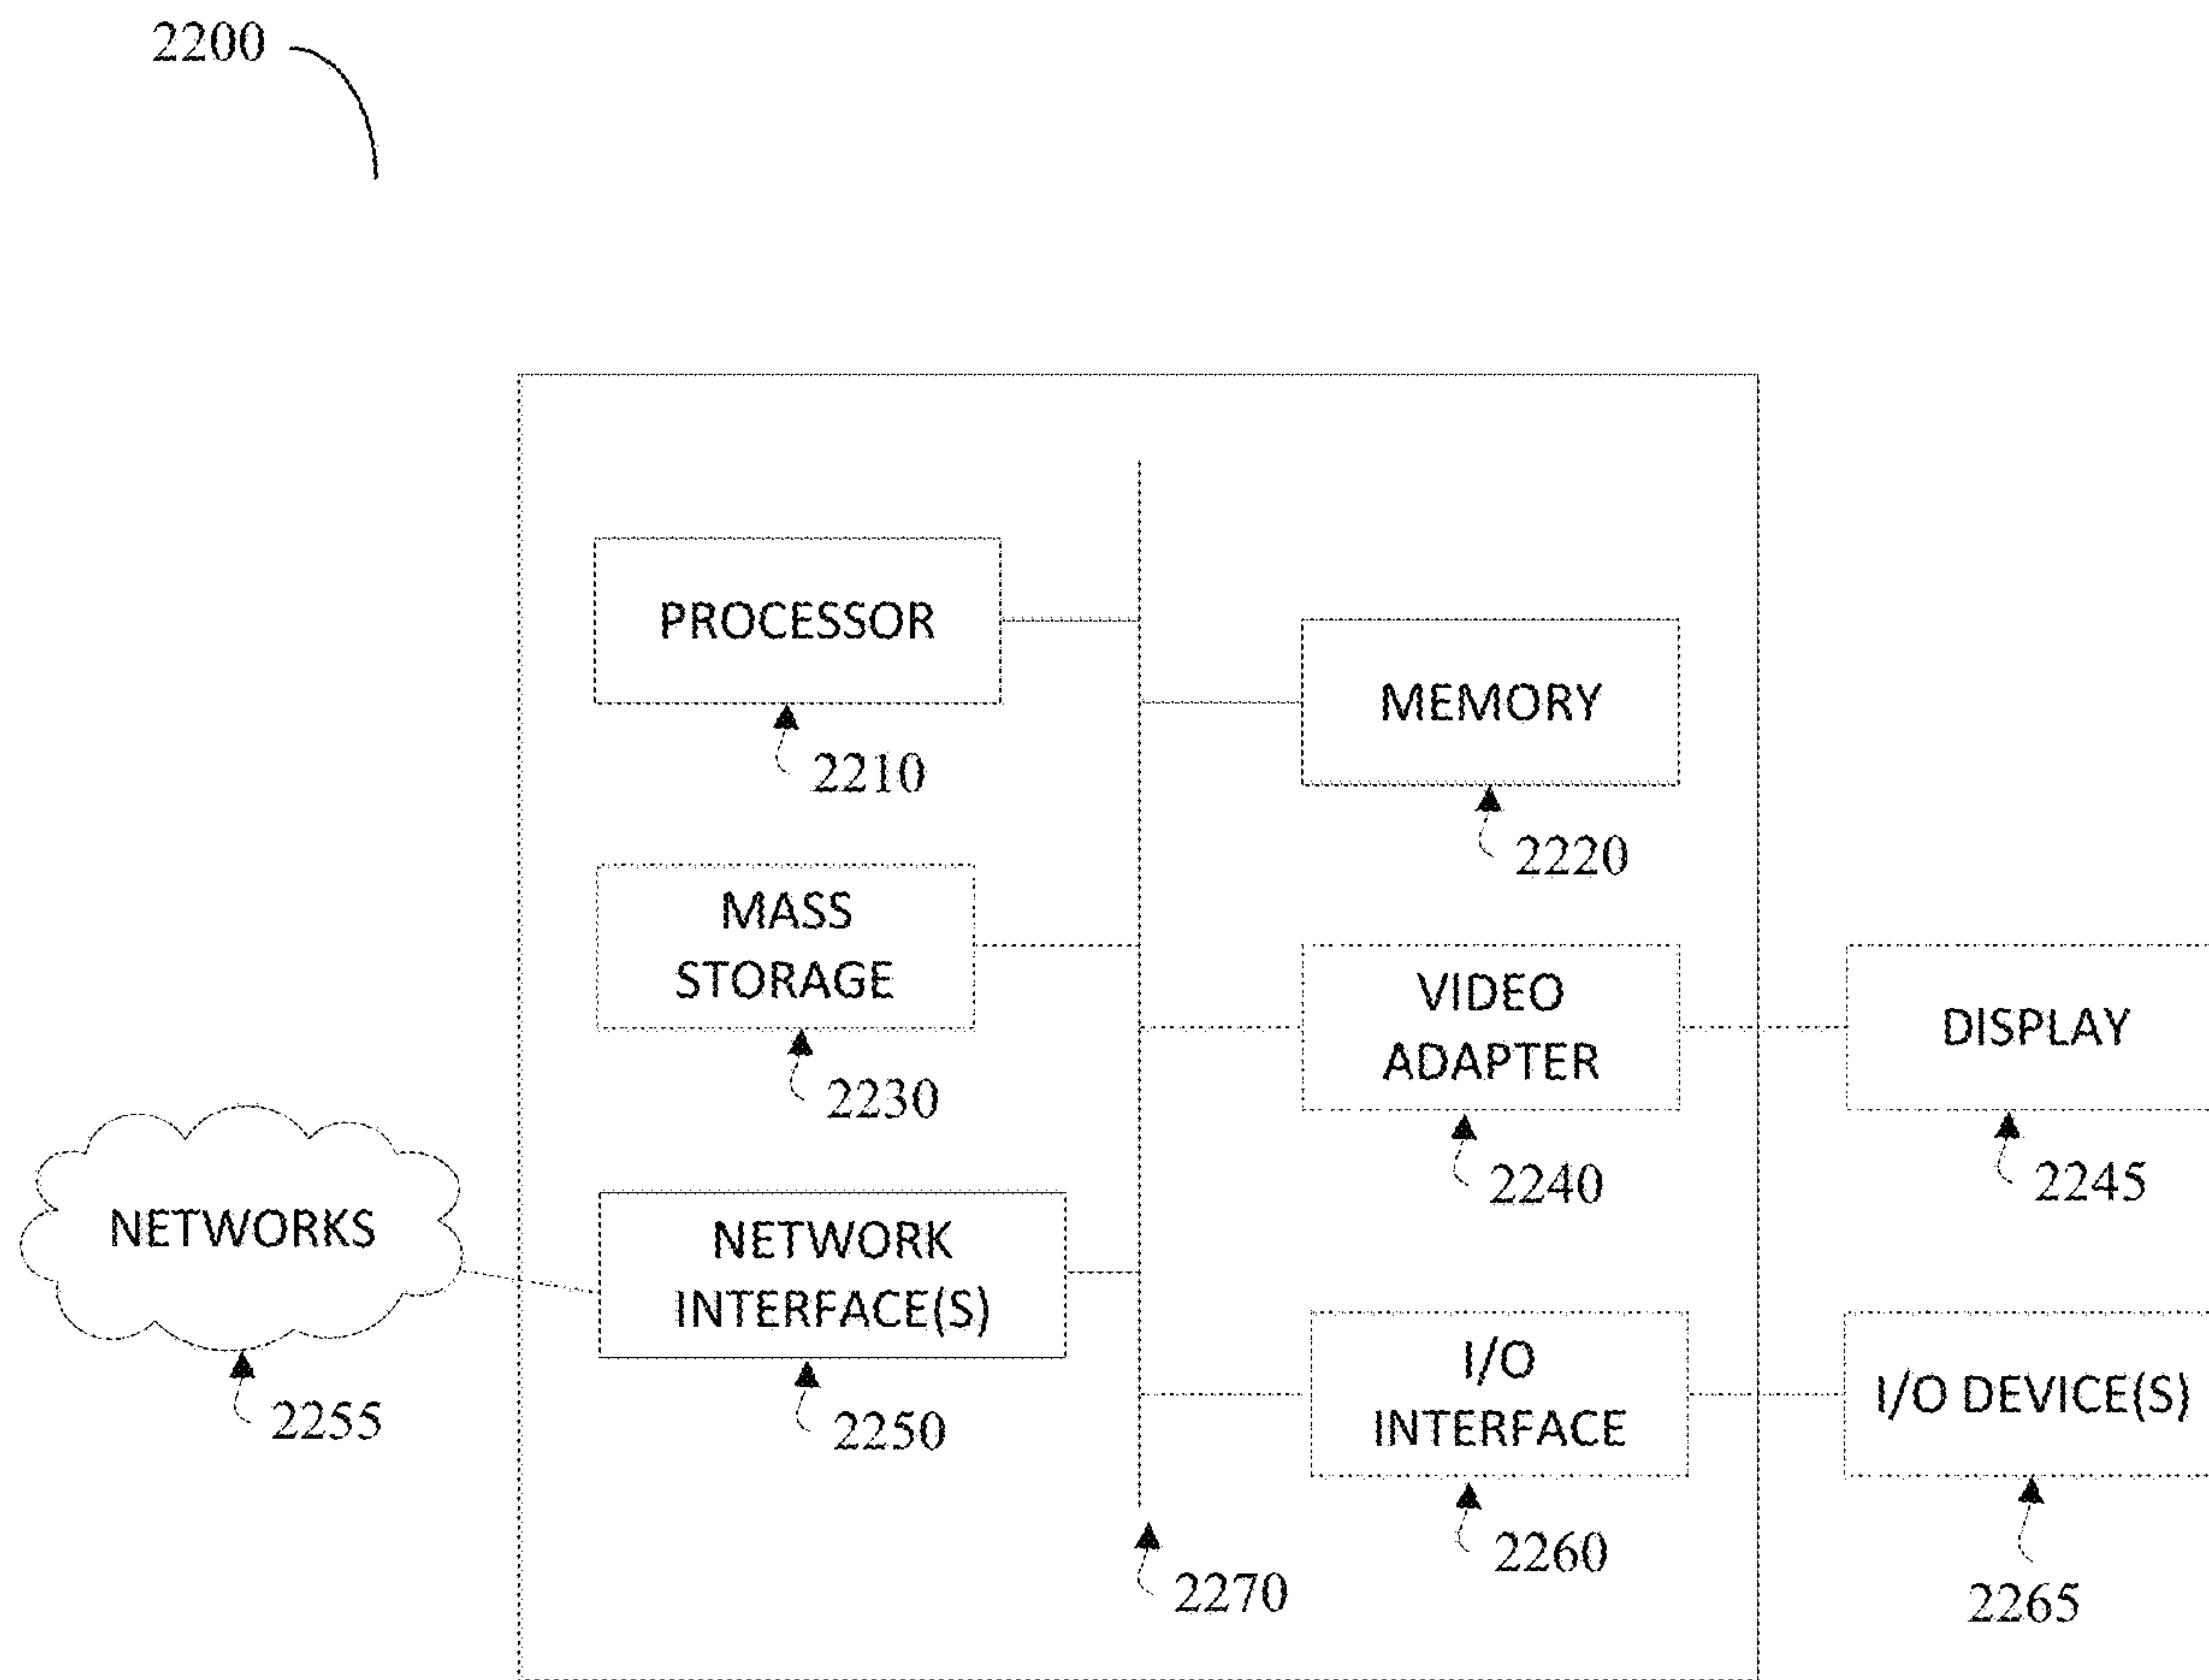 2200
PROCESSOR
2210
MEMORY
2220
MASS
STORAGE
2230
VIDEO
ADAPTER
2240
DISPLAY
2245
NETWORKS
2255
NETWORK
INTERFACE(S)
2250
I/O
INTERFACE
2260
I/O DEVICE(S)
2265
2270